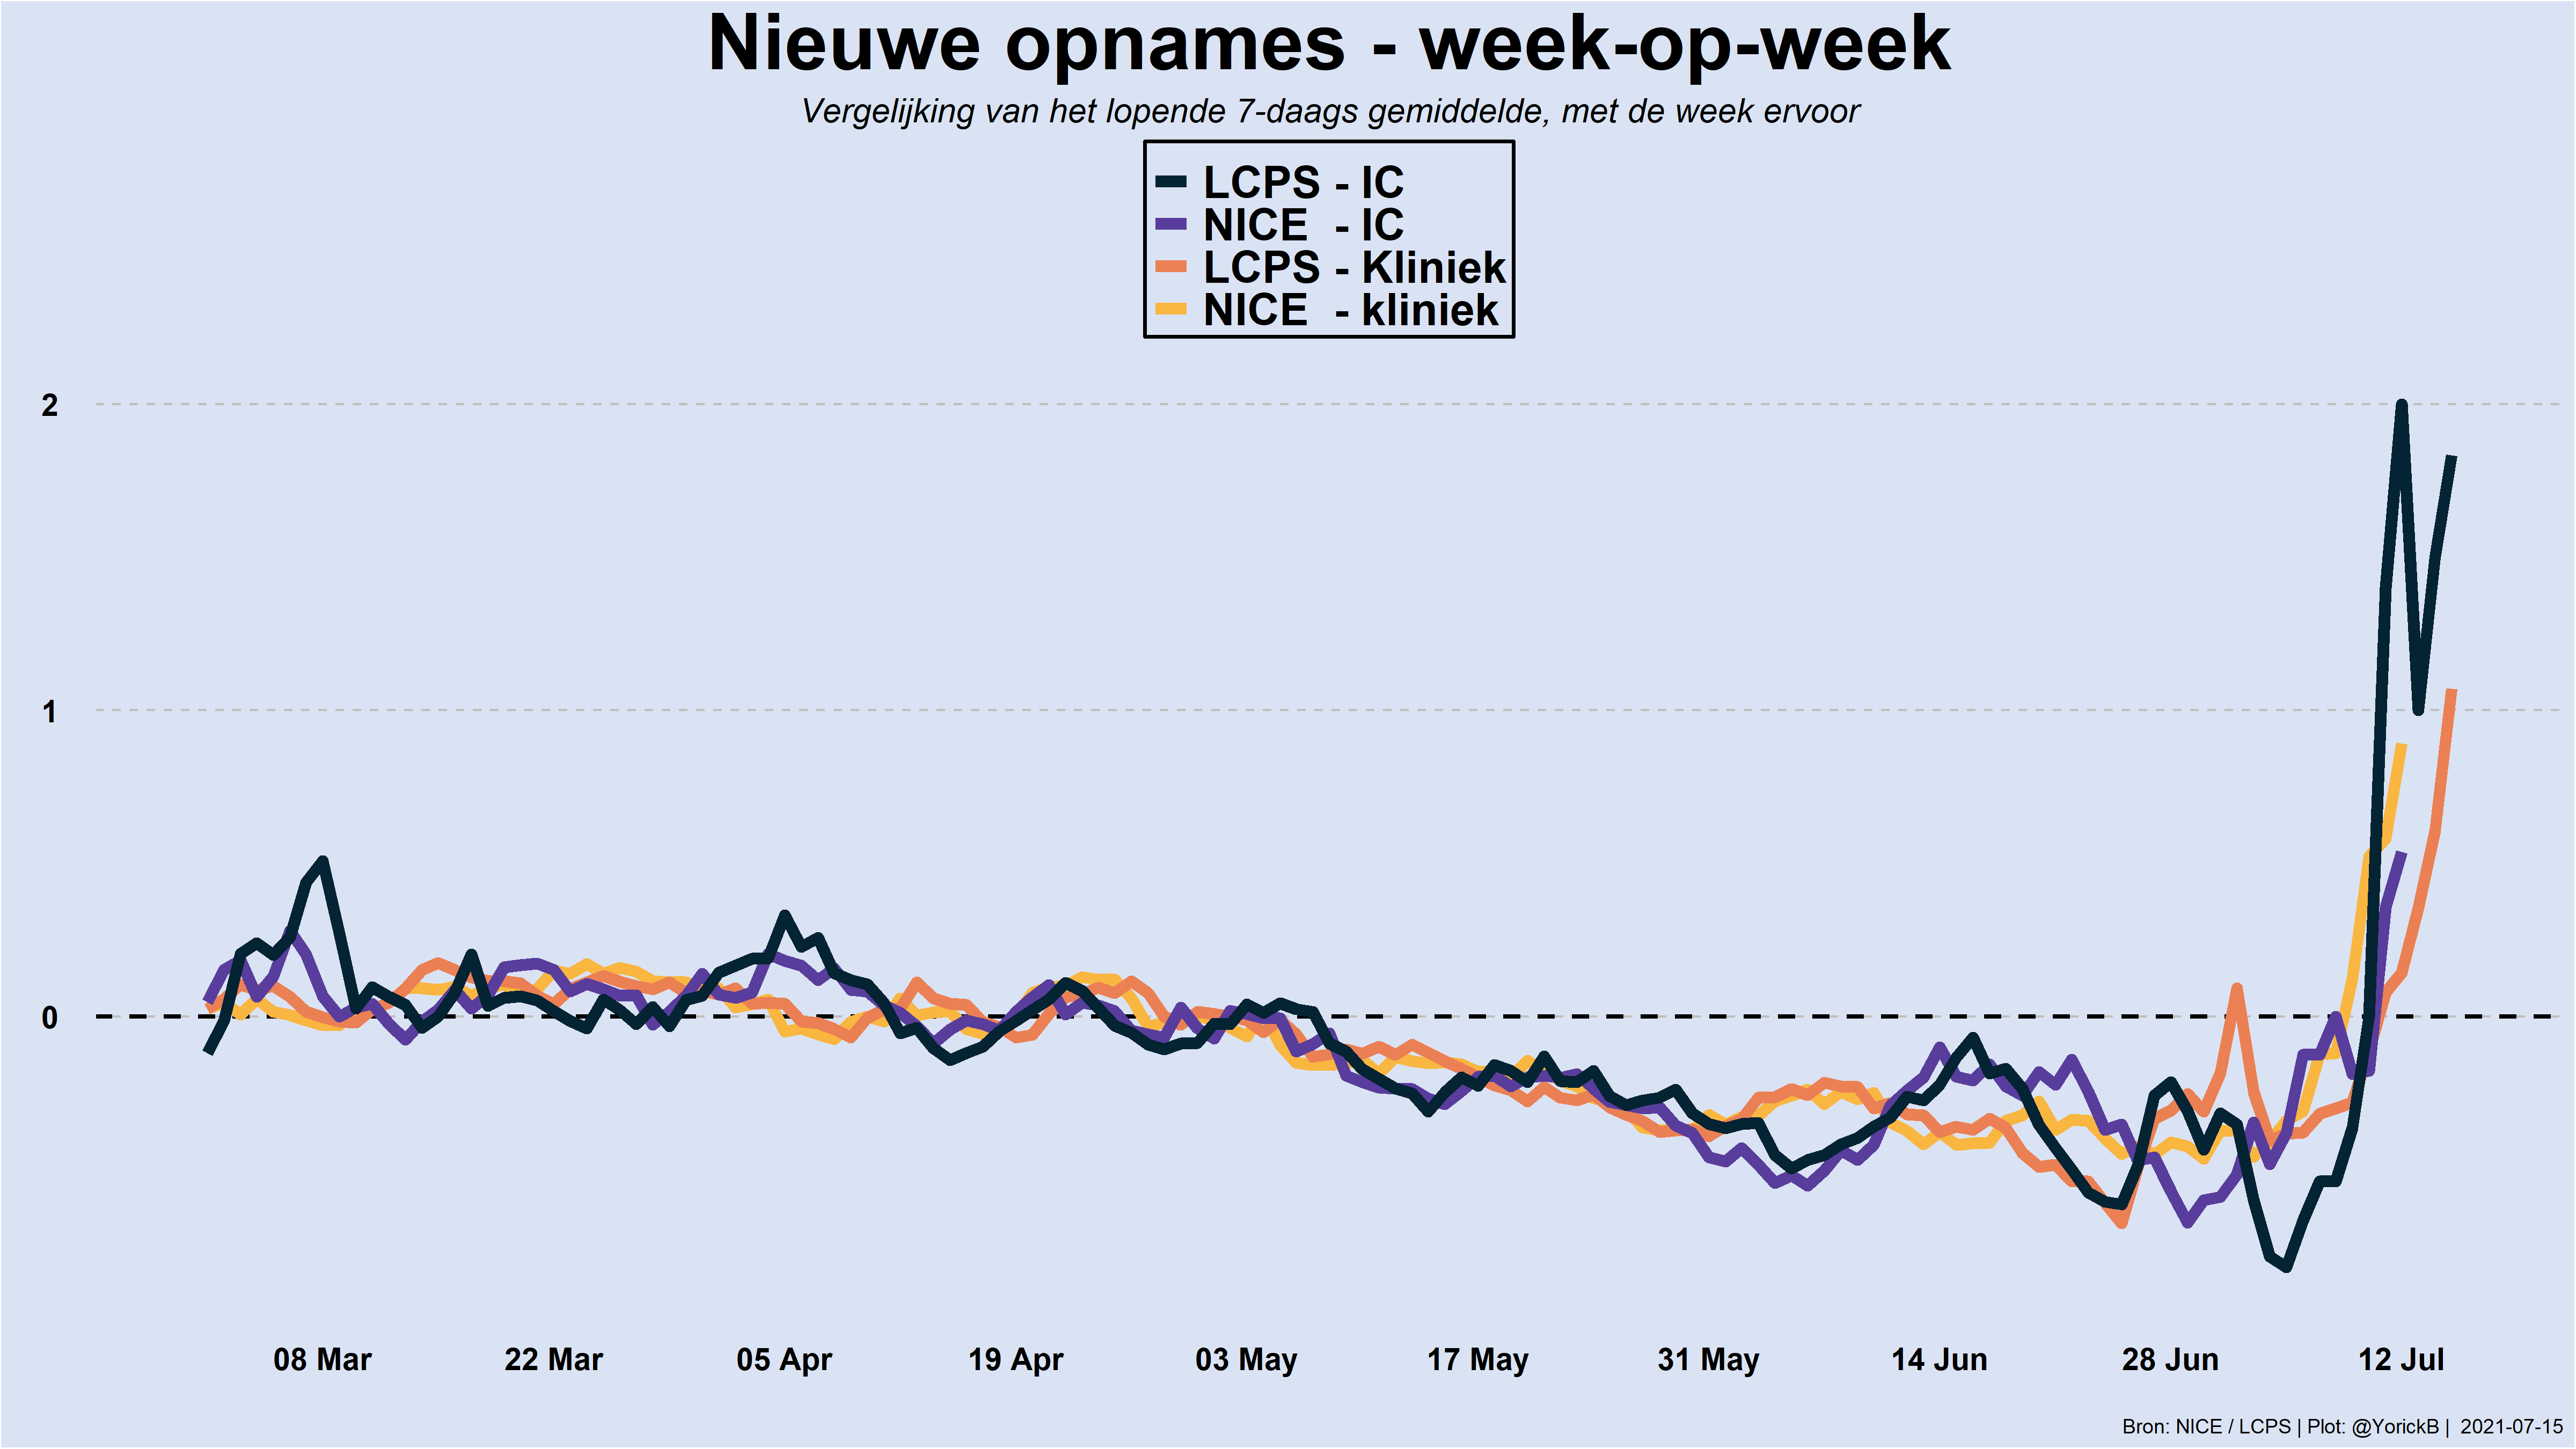 Nieuwe opnames - week-op-week
Vergelijking van het lopende 7-daags gemiddelde, met de week ervoor
LCPS - IC
NICE - IC
LCPS - Kliniek
NICE - kliniek
2
1
0
08 Mar 22 Mar 05 Apr 19 Apr 03 May 17 May 31 May 14 Jun 28 Jun 12 Jul
Bron: NICE / LCPS | Plot: @YorickB | 2021-07-15